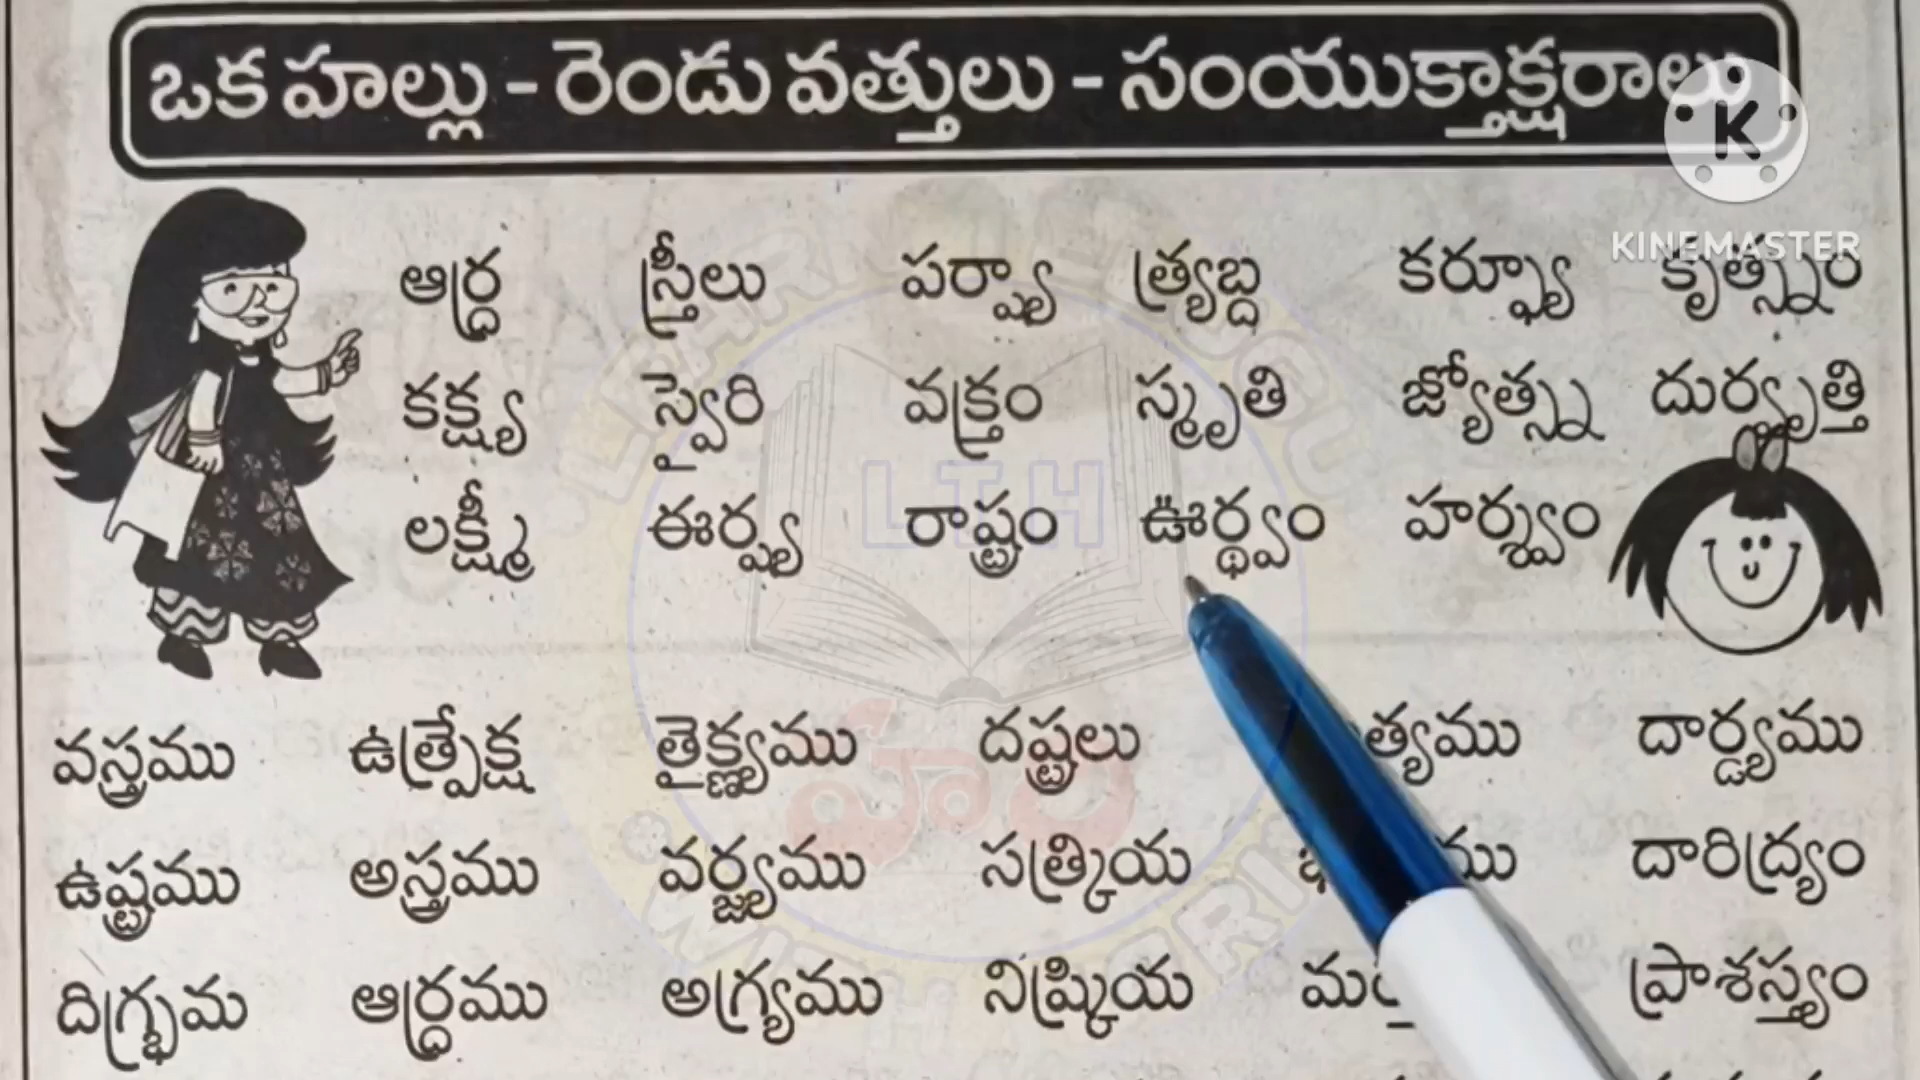 ఒక హల్లు - రెండు వత్తులు - సంయుక్తాక్షరాలు
KINEMASTER
ఆర్ద్ర స్త్రీలు పర్ష్యా త్ర్యబ్ద కర్ఫ్యూ కృత్స్నం
కక్ష్య స్వైరి వక్త్రం స్మృతి జ్యోత్స్న దుర్వృత్తి
లక్ష్మీ ఈర్ష్య రాష్ట్రం ఊర్థ్వం హర్శ్వం
వస్త్రము ఉత్ప్రేక్ష తైక్ష్ణ్యము దష్ట్రలు దార్ఢ్యము
ఉష్ట్రము అస్త్రము వర్జ్యము సత్క్రియ దారిద్ర్యం
దిగ్భ్రమ ఆర్ద్రము అగ్ర్యము నిష్క్రియ ప్రాశస్త్యం